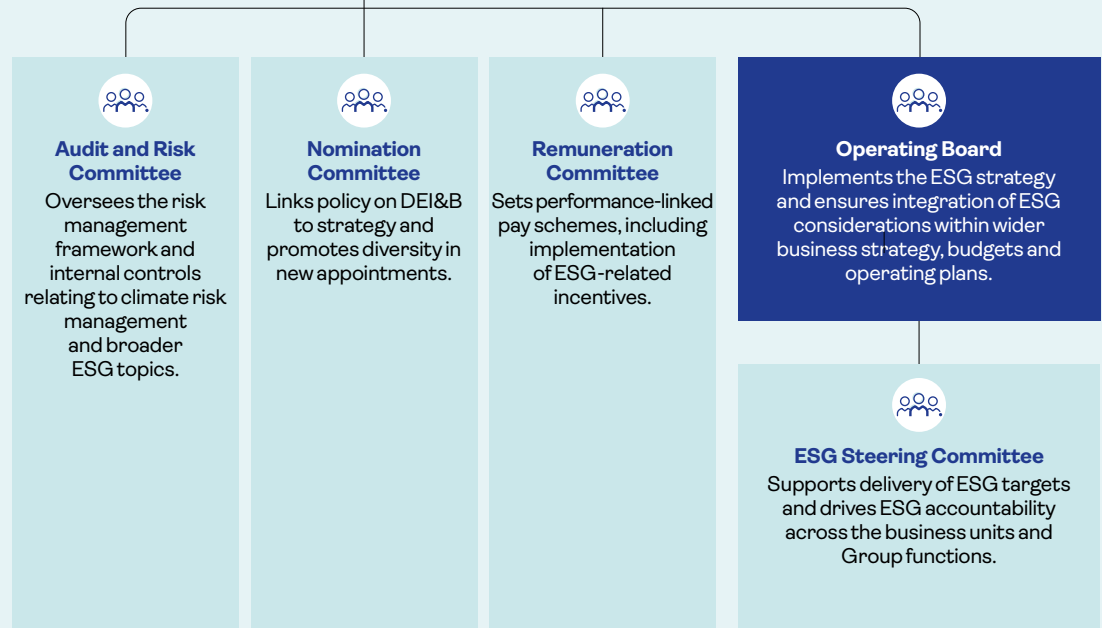 Audit and Risk
Committee
Oversees the risk
management
framework and
internal controls
relating to climate risk
management
and broader
ESG topics.
Nomination
Committee
Links policy on DEI&B
to strategy and
promotes diversity in
new appointments.
Remuneration
Committee
Sets performance-linked
pay schemes, including
implementation
of ESG-related
incentives.
Operating Board
Implements the ESG strategy
and ensures integration of ESG
considerations within wider
business strategy, budgets and
operating plans.
ESG Steering Committee
Supports delivery of ESG targets
and drives ESG accountability
across the business units and
Group functions.